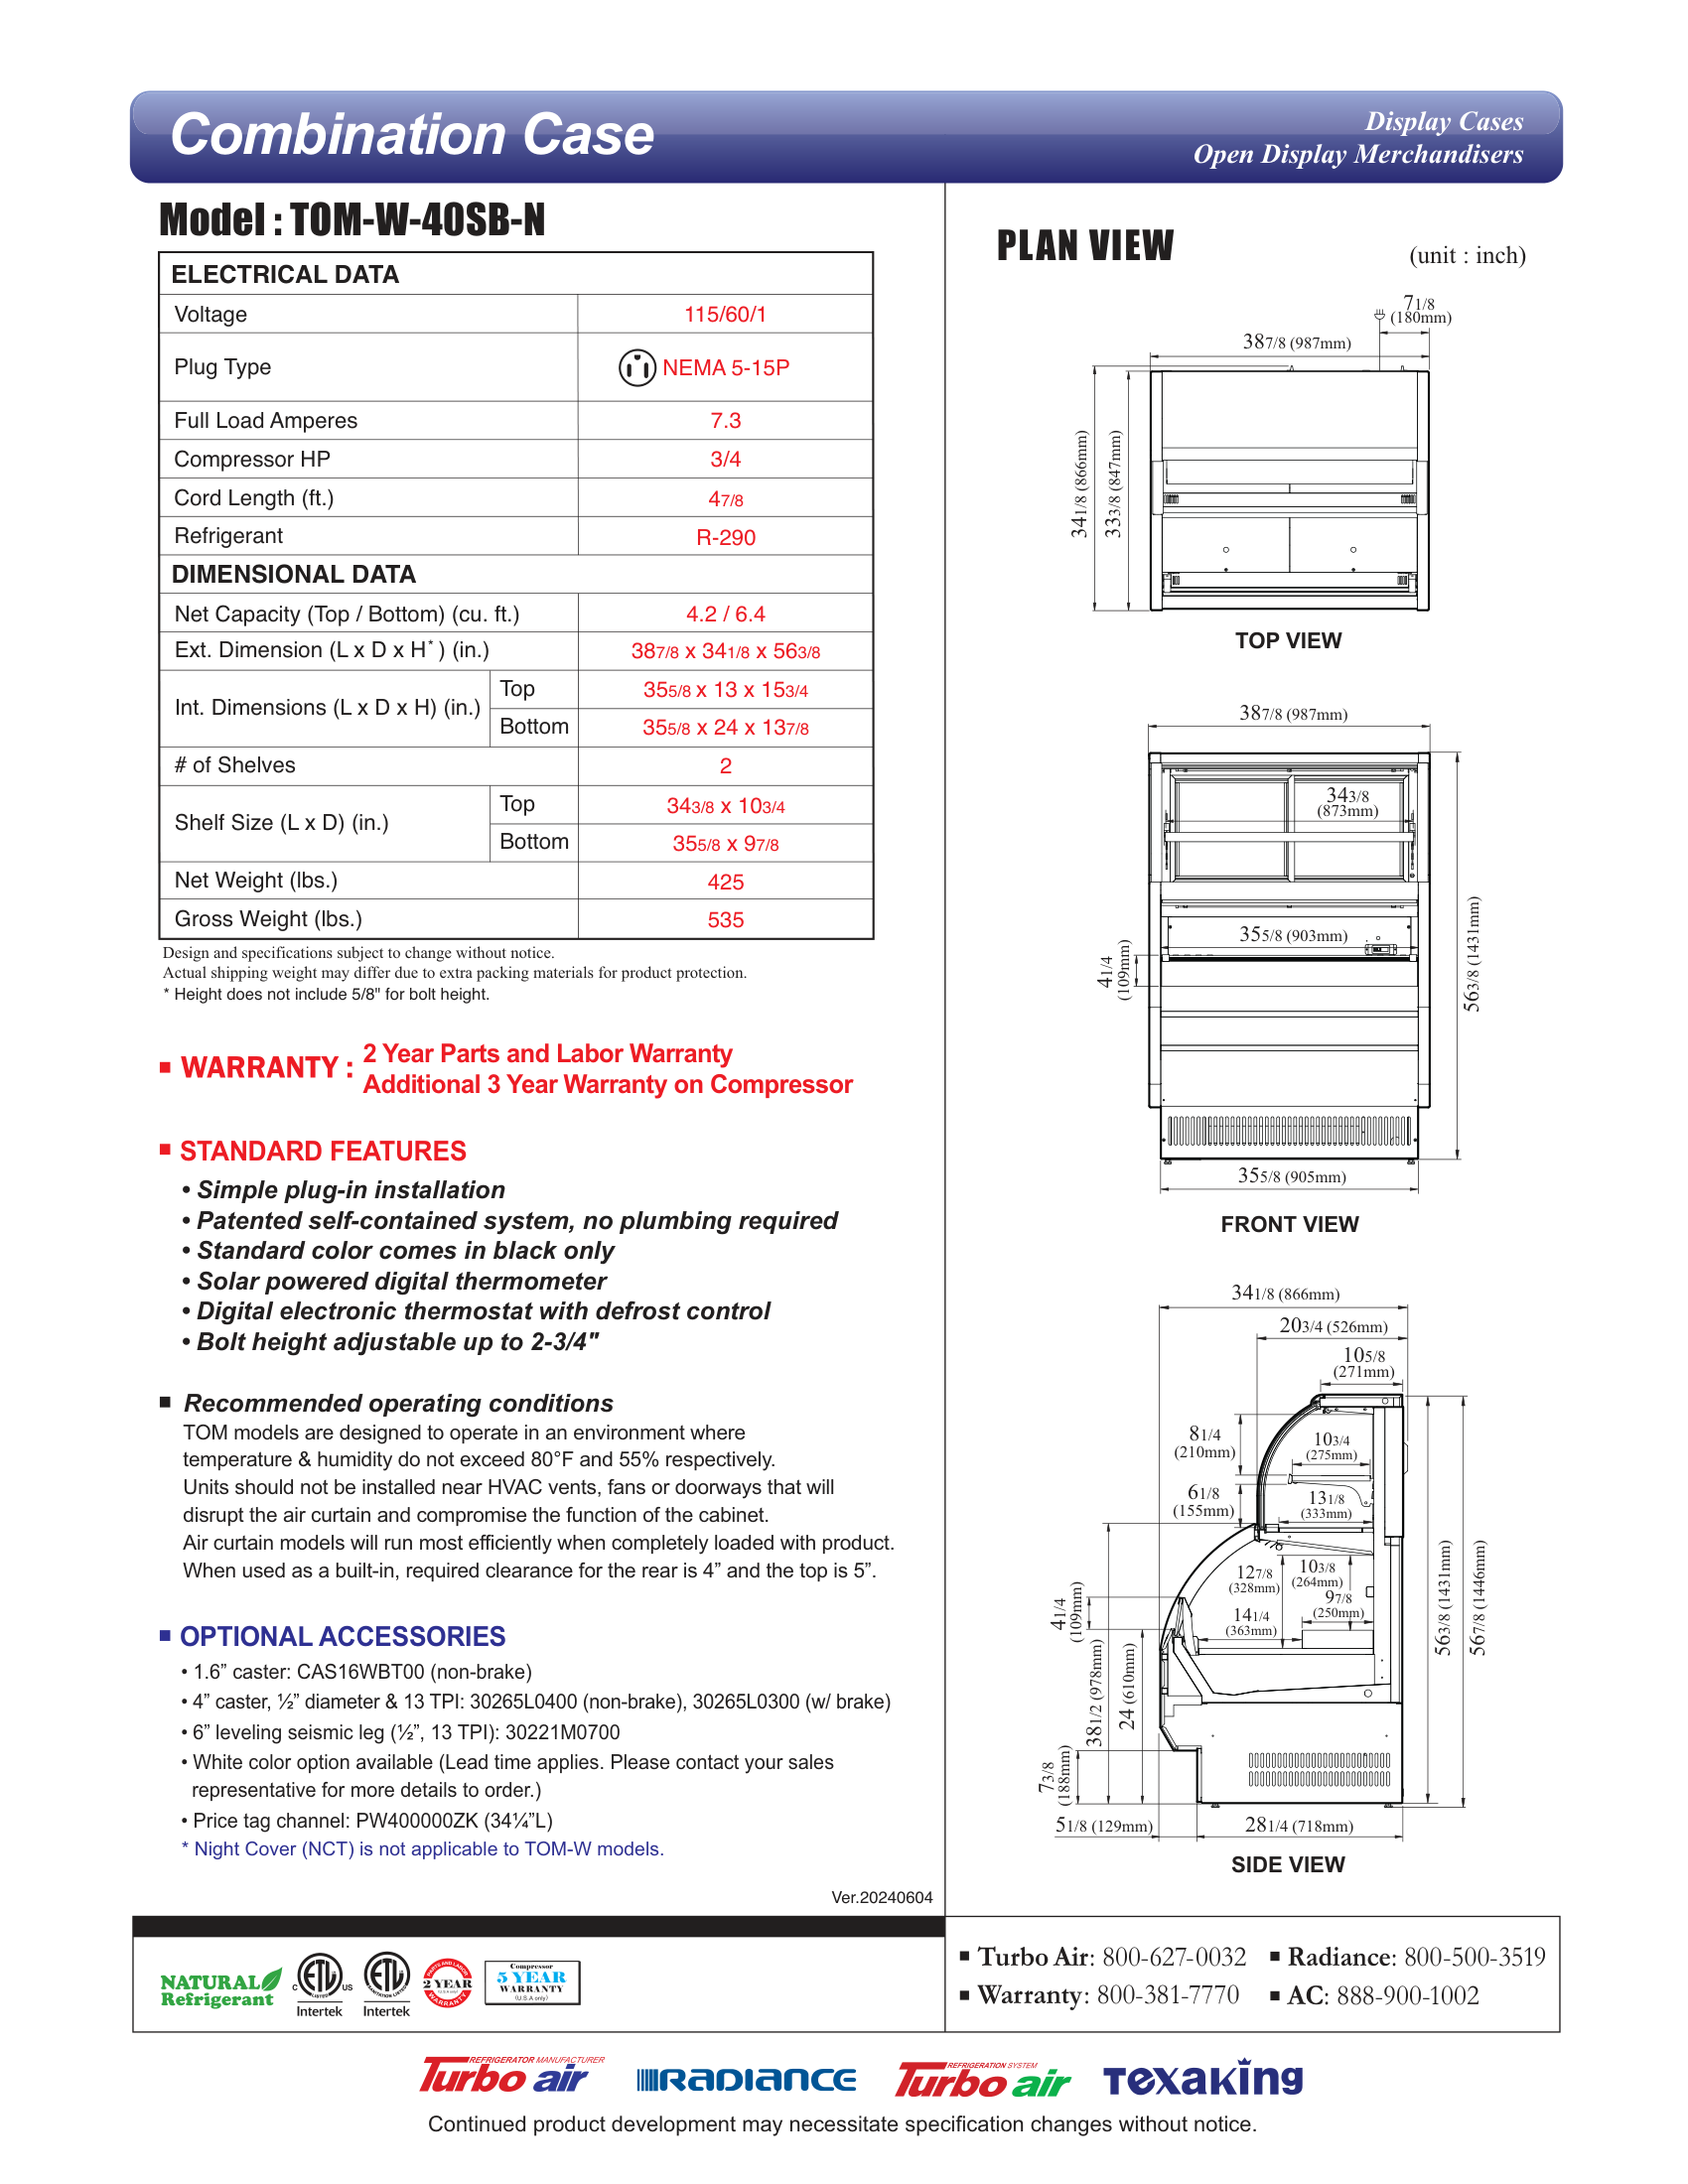 Combination Case
Display Cases
Open Display Merchandisers
Model : TOM-W-40SB-N
ELECTRICAL DATA
Voltage 115/60/1
Plug Type NEMA 5-15P
Full Load Amperes 7.3
Compressor HP 3/4
Cord Length (ft.) 4 7/8
Refrigerant R-290
DIMENSIONAL DATA
Net Capacity (Top / Bottom) (cu. ft.) 4.2 / 6.4
Ext. Dimension (L x D x H*) (in.) 38 7/8 x 34 1/8 x 56 3/8
Int. Dimensions (L x D x H) (in.) Top 35 5/8 x 13 x 15 3/4
Bottom 35 5/8 x 24 x 13 7/8
# of Shelves 2
Shelf Size (L x D) (in.) Top 34 3/8 x 10 3/4
Bottom 35 5/8 x 9 7/8
Net Weight (lbs.) 425
Gross Weight (lbs.) 535
Design and specifications subject to change without notice.
Actual shipping weight may differ due to extra packing materials for product protection.
* Height does not include 5/8" for bolt height.
■ WARRANTY : 2 Year Parts and Labor Warranty
Additional 3 Year Warranty on Compressor
■ STANDARD FEATURES
• Simple plug-in installation
• Patented self-contained system, no plumbing required
• Standard color comes in black only
• Solar powered digital thermometer
• Digital electronic thermostat with defrost control
• Bolt height adjustable up to 2-3/4"
■ Recommended operating conditions
TOM models are designed to operate in an environment where
temperature & humidity do not exceed 80°F and 55% respectively.
Units should not be installed near HVAC vents, fans or doorways that will
disrupt the air curtain and compromise the function of the cabinet.
Air curtain models will run most efficiently when completely loaded with product.
When used as a built-in, required clearance for the rear is 4” and the top is 5”.
■ OPTIONAL ACCESSORIES
• 1.6” caster: CAS16WBT00 (non-brake)
• 4” caster, ½” diameter & 13 TPI: 30265L0400 (non-brake), 30265L0300 (w/ brake)
• 6” leveling seismic leg (½”, 13 TPI): 30221M0700
• White color option available (Lead time applies. Please contact your sales
representative for more details to order.)
• Price tag channel: PW400000ZK (34¼”L)
* Night Cover (NCT) is not applicable to TOM-W models.
Ver.20240604
PLAN VIEW
(unit : inch)
7 1/8
(180mm)
38 7/8 (987mm)
34 1/8 (866mm)
33 3/8 (847mm)
TOP VIEW
38 7/8 (987mm)
34 3/8
(873mm)
35 5/8 (903mm)
4 1/4
(109mm)
56 3/8 (1431mm)
35 5/8 (905mm)
FRONT VIEW
34 1/8 (866mm)
20 3/4 (526mm)
10 5/8
(271mm)
8 1/4
(210mm)
10 3/4
(275mm)
6 1/8
(155mm)
13 1/8
(333mm)
12 7/8
(328mm)
10 3/8
(264mm)
9 7/8
(250mm)
14 1/4
(363mm)
4 1/4
(109mm)
38 1/2 (978mm)
24 (610mm)
7 3/8
(188mm)
56 3/8 (1431mm)
56 7/8 (1446mm)
5 1/8 (129mm)
28 1/4 (718mm)
SIDE VIEW
NATURAL
Refrigerant
C ETL US
LISTED
Intertek
ETL
SANITATION LISTED
Intertek
PARTS AND LABOR
2 YEAR
(U.S.A only)
WARRANTY
Compressor
5 YEAR
WARRANTY
(U.S.A only)
■ Turbo Air: 800-627-0032 ■ Radiance: 800-500-3519
■ Warranty: 800-381-7770 ■ AC: 888-900-1002
REFRIGERATOR MANUFACTURER
Turbo air
RADIANCE
REFRIGERATION SYSTEM
Turbo air
TEXAKING
Continued product development may necessitate specification changes without notice.